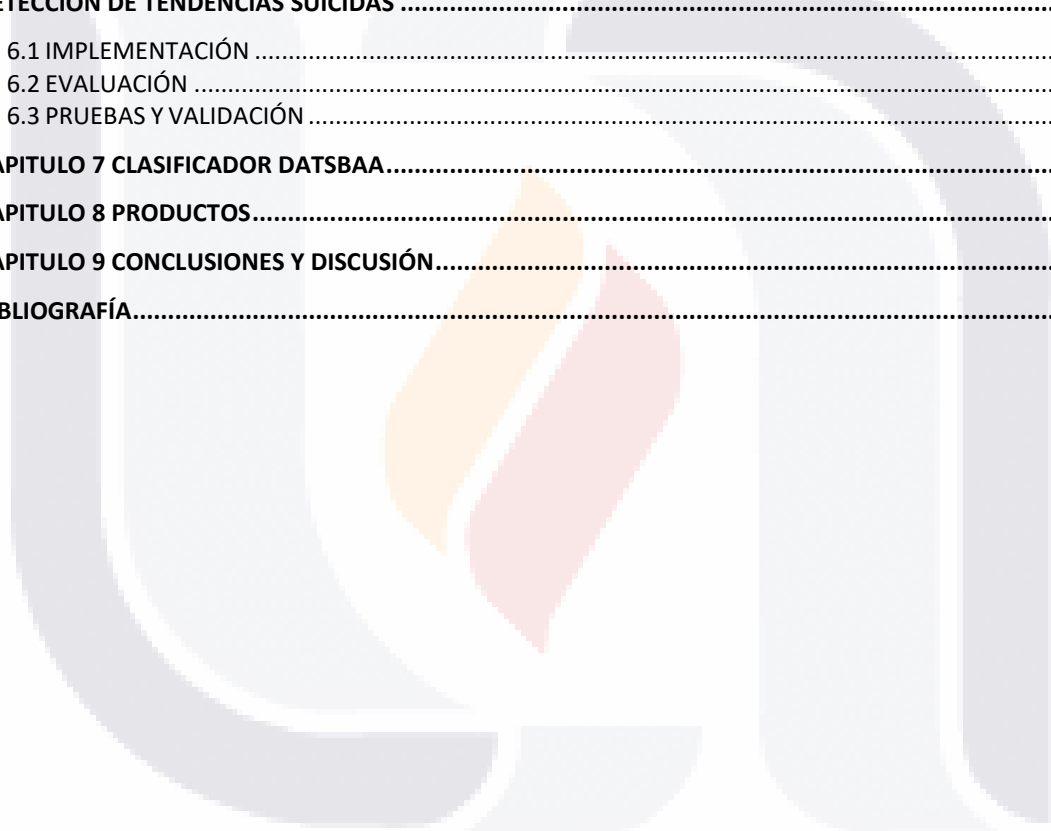 DETECCIÓN DE TENDENCIAS SUICIDAS ........................................................................................
6.1 IMPLEMENTACIÓN ........................................................................................
6.2 EVALUACIÓN ........................................................................................
6.3 PRUEBAS Y VALIDACIÓN ........................................................................................
APITULO 7 CLASIFICADOR DATSBAA ........................................................................................
APITULO 8 PRODUCTOS ........................................................................................
APITULO 9 CONCLUSIONES Y DISCUSIÓN ........................................................................................
BLIOGRAFÍA ........................................................................................